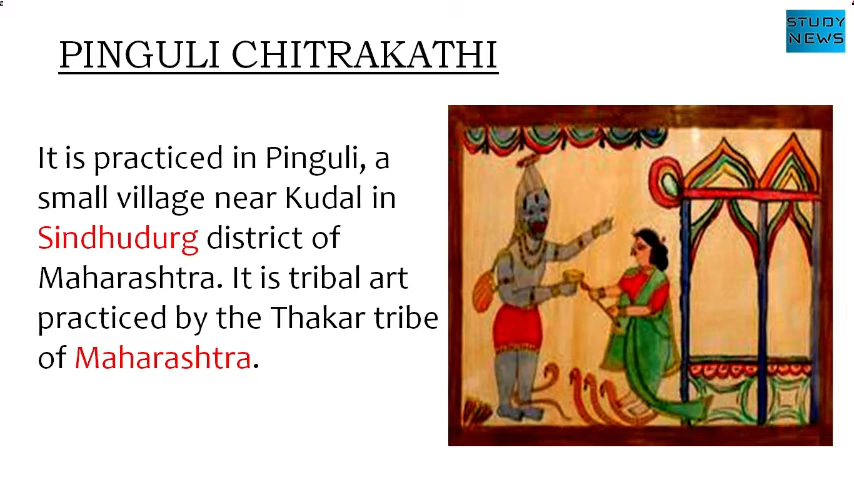 STUDY
NEWS
PINGULI CHITRAKATHI
It is practiced in Pinguli, a
small village near Kudal in
Sindhudurg district of
Maharashtra. It is tribal art
practiced by the Thakar tribe
of Maharashtra.